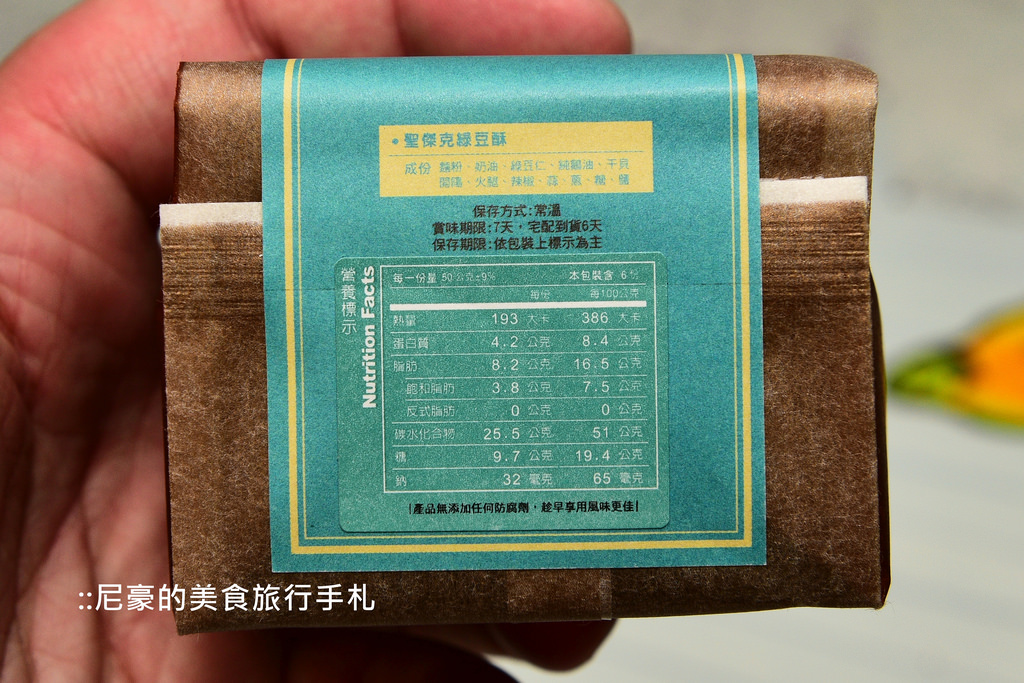 • 聖傑克綠豆酥
成份 麵粉、奶油、綠豆仁、純鵝油、干貝
火腿、辣椒、蒜、蔥、糖、鹽
保存方式:常溫
賞味期限:7天,宅配到貨6天
保存期限:依包裝上標示為主
營養標示
Nutrition Facts
每一份量 50 公克±9% 本包裝含 6 份
每份 每100公克
熱量 193 大卡 386 大卡
蛋白質 4.2 公克 8.4 公克
脂肪 8.2 公克 16.5 公克
飽和脂肪 3.8 公克 7.5 公克
反式脂肪 0 公克 0 公克
碳水化合物 25.5 公克 51 公克
糖 9.7 公克 19.4 公克
鈉 32 毫克 65 毫克
|產品無添加任何防腐劑,趁早享用風味更佳|
::尼豪的美食旅行手札